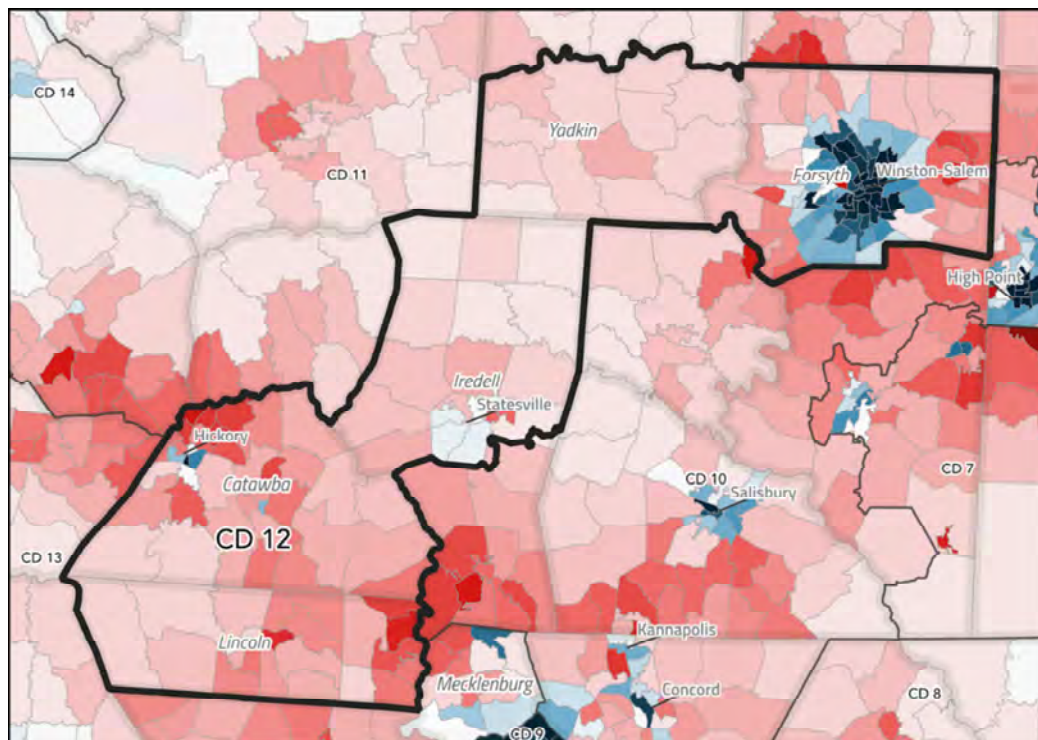 CD 14
Yadkin
CD 11
Forsyth
Winston-Salem
High Point
Iredell
Statesville
Hickory
Catawba
CD 10
Salisbury
CD 7
CD 12
CD 13
Lincoln
Kannapolis
Mecklenburg
Concord
CD 8
CD 9